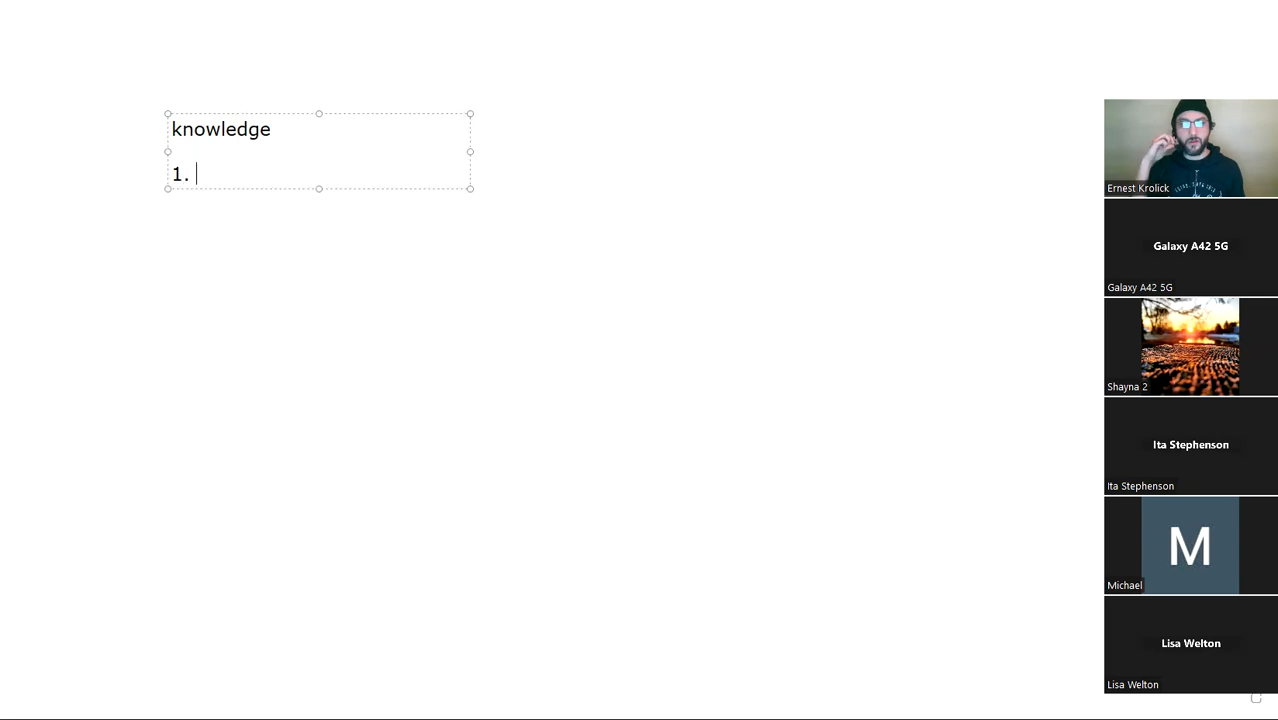 knowledge
1.
Ernest Krolick
Galaxy A42 5G
Galaxy A42 5G
Shayna 2
Ita Stephenson
Ita Stephenson
M
Michael
Lisa Welton
Lisa Welton